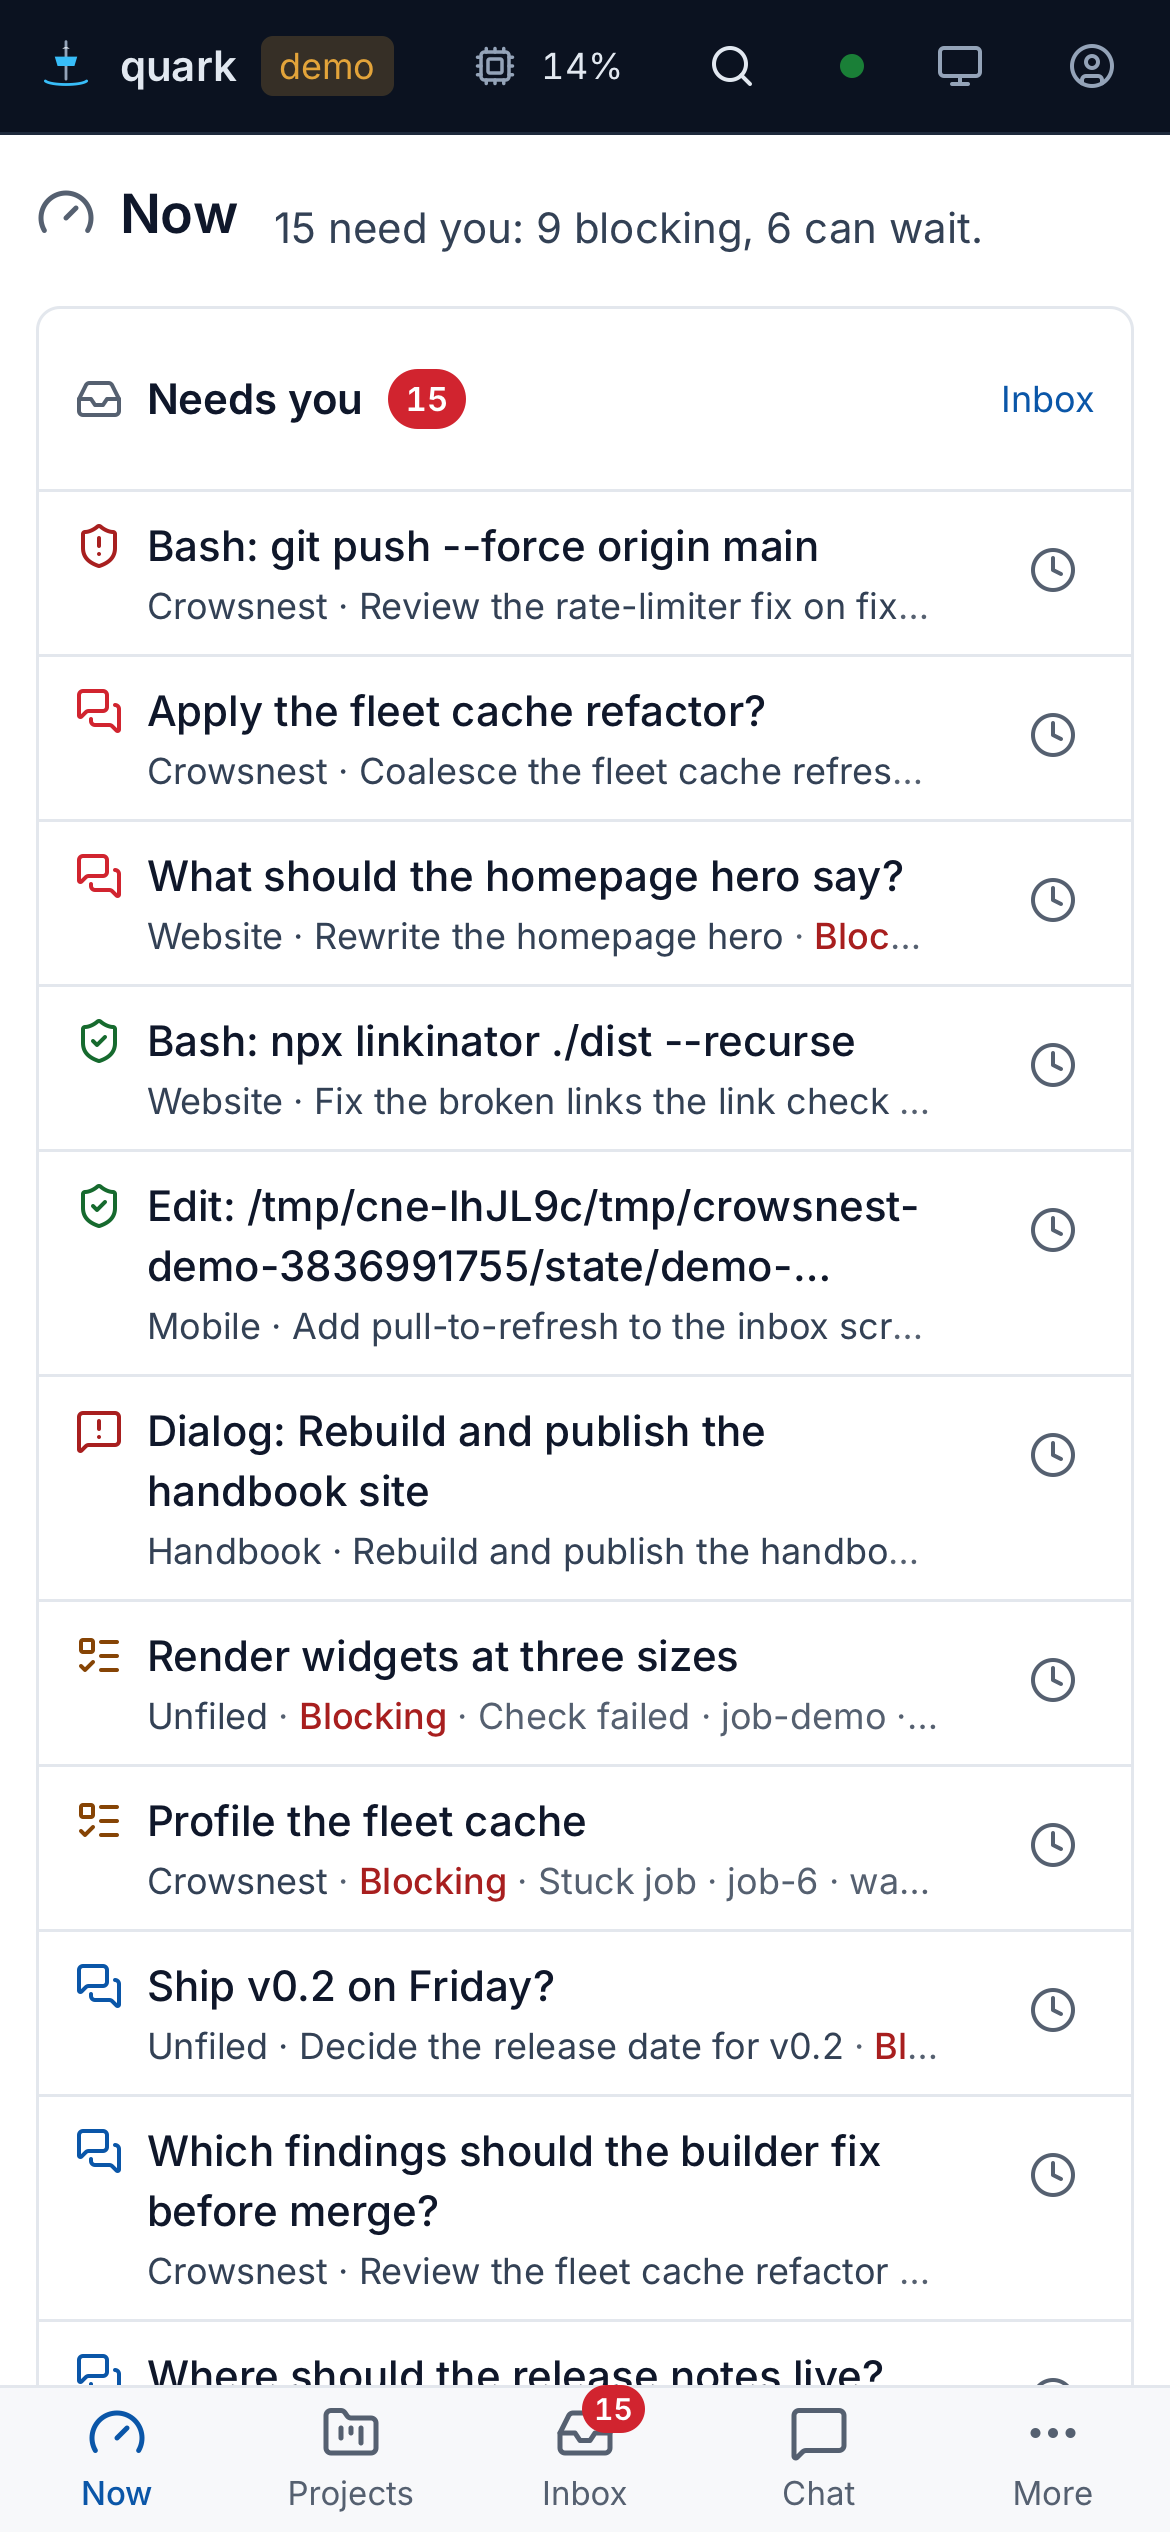 quark demo 14%
Now 15 need you: 9 blocking, 6 can wait.
Needs you 15 Inbox
Bash: git push --force origin main
Crowsnest · Review the rate-limiter fix on fix...
Apply the fleet cache refactor?
Crowsnest · Coalesce the fleet cache refres...
What should the homepage hero say?
Website · Rewrite the homepage hero · Bloc...
Bash: npx linkinator ./dist --recurse
Website · Fix the broken links the link check ...
Edit: /tmp/cne-lhJL9c/tmp/crowsnest-
demo-3836991755/state/demo-...
Mobile · Add pull-to-refresh to the inbox scr...
Dialog: Rebuild and publish the
handbook site
Handbook · Rebuild and publish the handbo...
Render widgets at three sizes
Unfiled · Blocking · Check failed · job-demo ·...
Profile the fleet cache
Crowsnest · Blocking · Stuck job · job-6 · wa...
Ship v0.2 on Friday?
Unfiled · Decide the release date for v0.2 · Bl...
Which findings should the builder fix
before merge?
Crowsnest · Review the fleet cache refactor ...
Where should the release notes live?
15
Now Projects Inbox Chat More